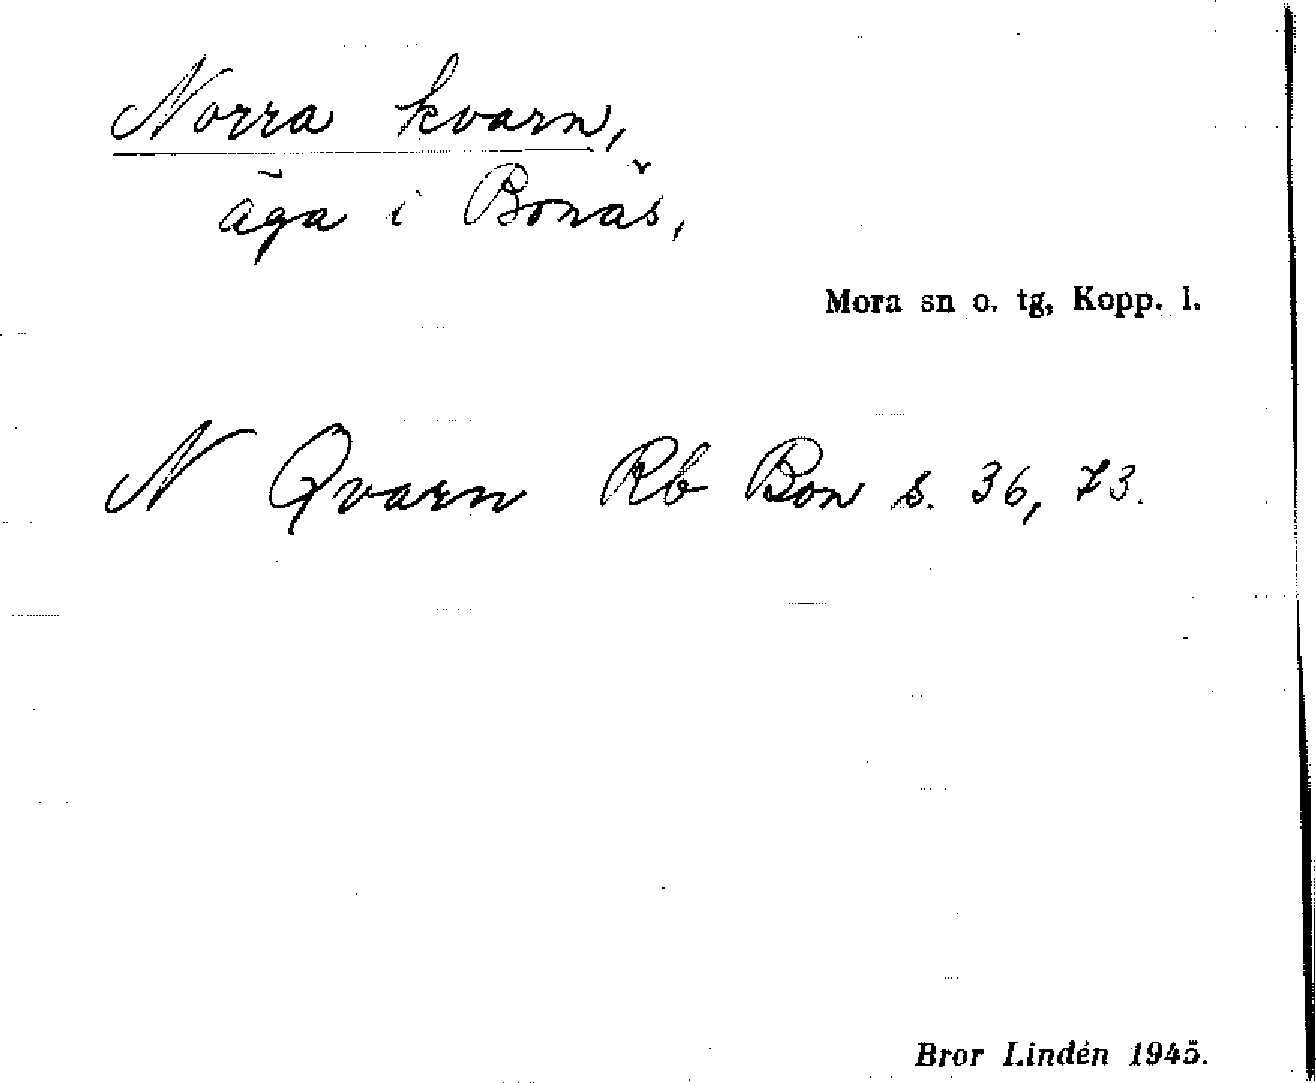 Norra kvarn,
äga i Bonäs,
Mora sn o. tg, Kopp. l.
N Qvarn Rb Bon s. 36, 73.
Bror Lindén 1945.